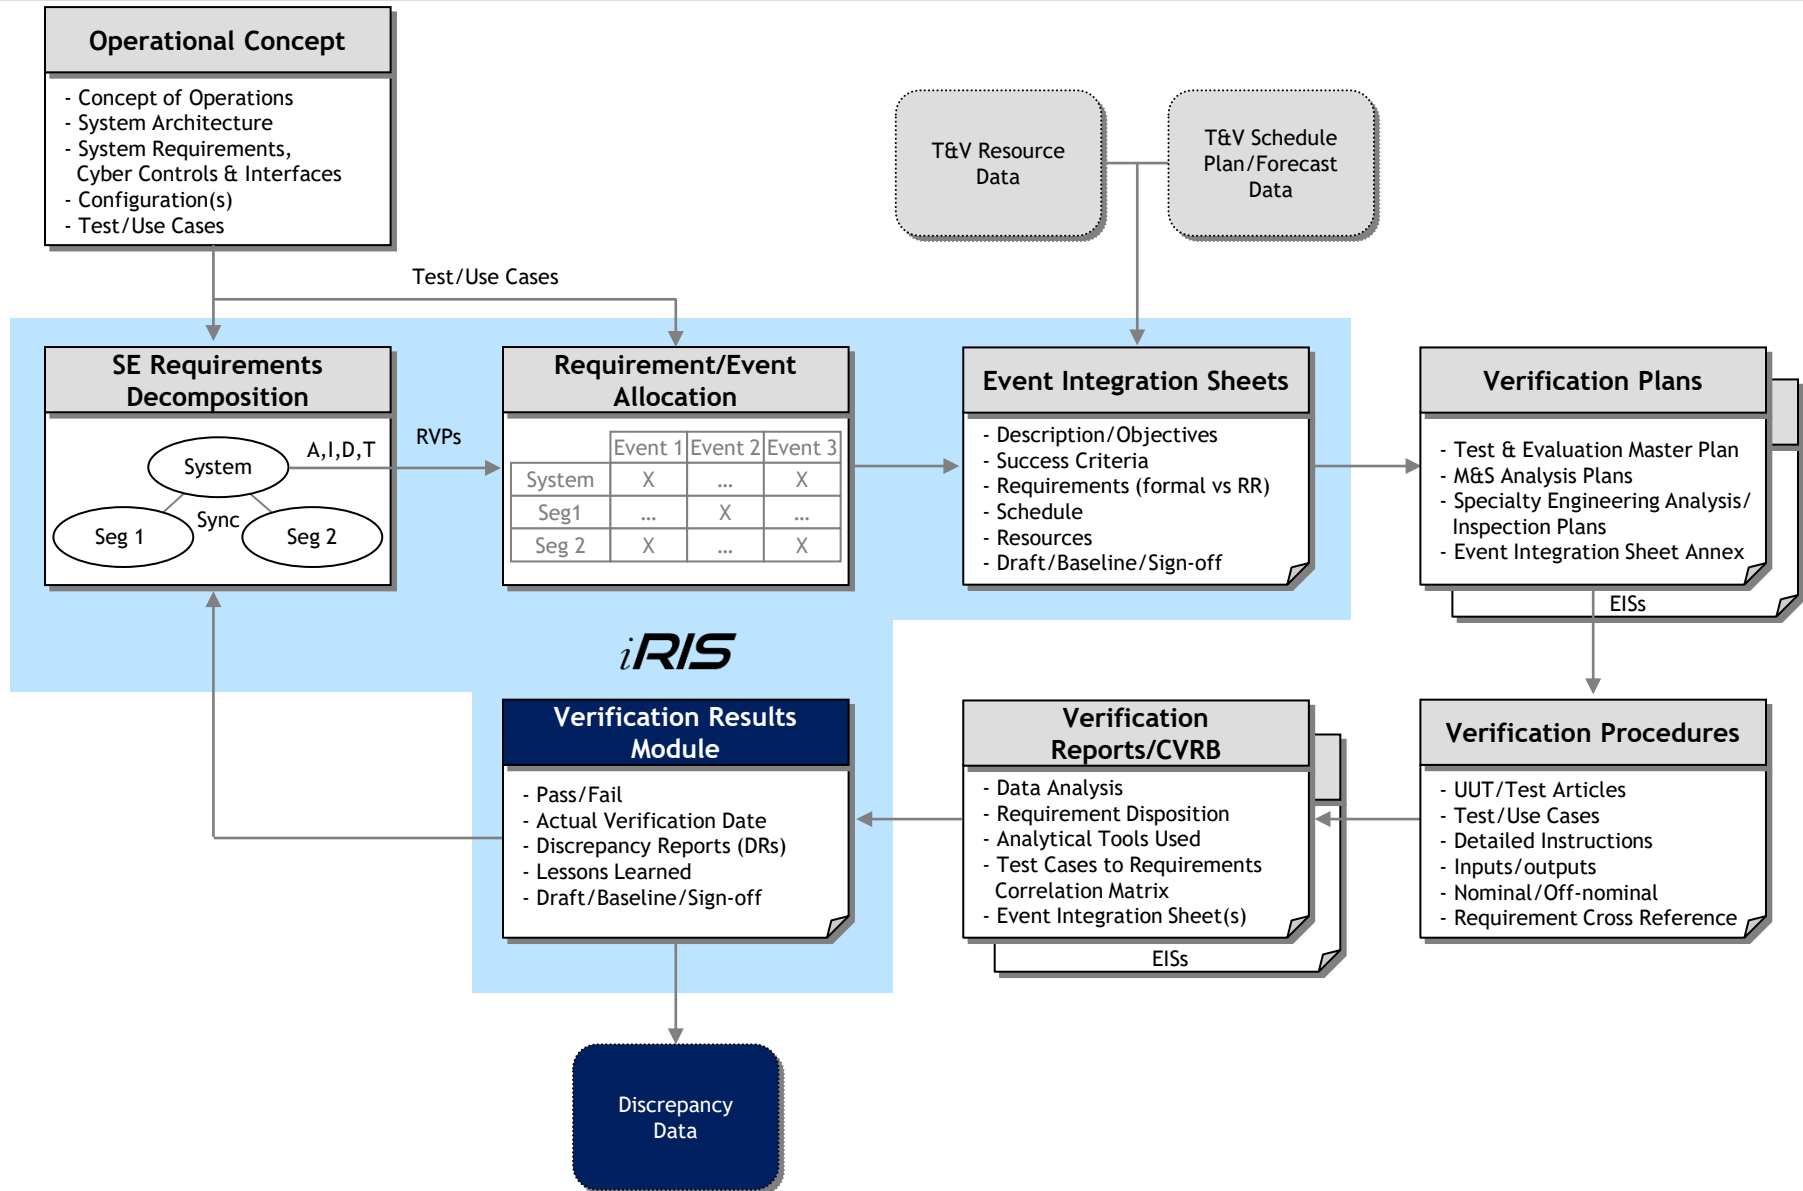 Operational Concept
- Concept of Operations
- System Architecture
- System Requirements,
Cyber Controls & Interfaces
- Configuration(s)
- Test/Use Cases
T&V Resource
Data
T&V Schedule
Plan/Forecast
Data
Test/Use Cases
SE Requirements
Decomposition
System
Seg 1
Sync
Seg 2
A,I,D,T
RVPs
Requirement/Event
Allocation
Event 1 Event 2 Event 3
System X ... X
Seg1 ... X ...
Seg 2 X ... X
Event Integration Sheets
- Description/Objectives
- Success Criteria
- Requirements (formal vs RR)
- Schedule
- Resources
- Draft/Baseline/Sign-off
Verification Plans
- Test & Evaluation Master Plan
- M&S Analysis Plans
- Specialty Engineering Analysis/
Inspection Plans
- Event Integration Sheet Annex
EISs
iRIS
Verification Results
Module
- Pass/Fail
- Actual Verification Date
- Discrepancy Reports (DRs)
- Lessons Learned
- Draft/Baseline/Sign-off
Verification
Reports/CVRB
- Data Analysis
- Requirement Disposition
- Analytical Tools Used
- Test Cases to Requirements
Correlation Matrix
- Event Integration Sheet(s)
EISs
Verification Procedures
- UUT/Test Articles
- Test/Use Cases
- Detailed Instructions
- Inputs/outputs
- Nominal/Off-nominal
- Requirement Cross Reference
Discrepancy
Data